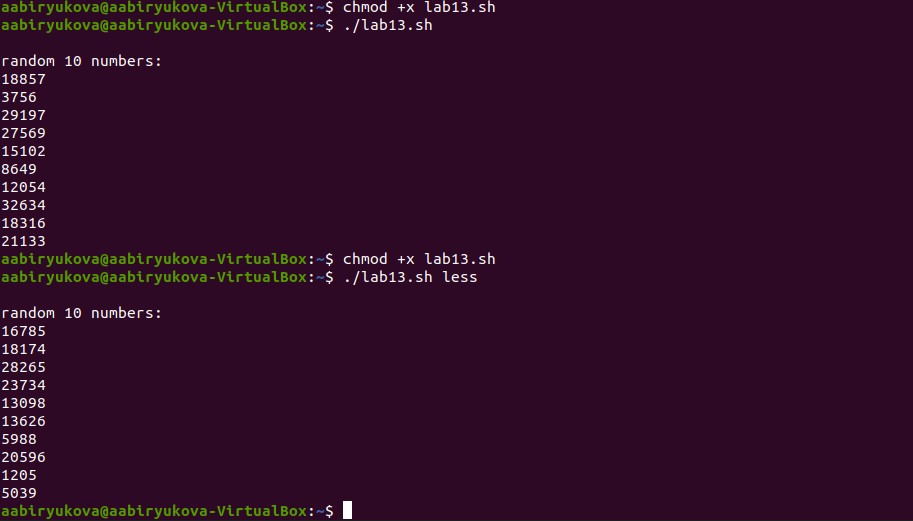 aabiryukova@aabiryukova-VirtualBox:~$ chmod +x lab13.sh
aabiryukova@aabiryukova-VirtualBox:~$ ./lab13.sh
random 10 numbers:
18857
3756
29197
27569
15102
8649
12054
32634
18316
21133
aabiryukova@aabiryukova-VirtualBox:~$ chmod +x lab13.sh
aabiryukova@aabiryukova-VirtualBox:~$ ./lab13.sh less
random 10 numbers:
16785
18174
28265
23734
13098
13626
5988
20596
1205
5039
aabiryukova@aabiryukova-VirtualBox:~$